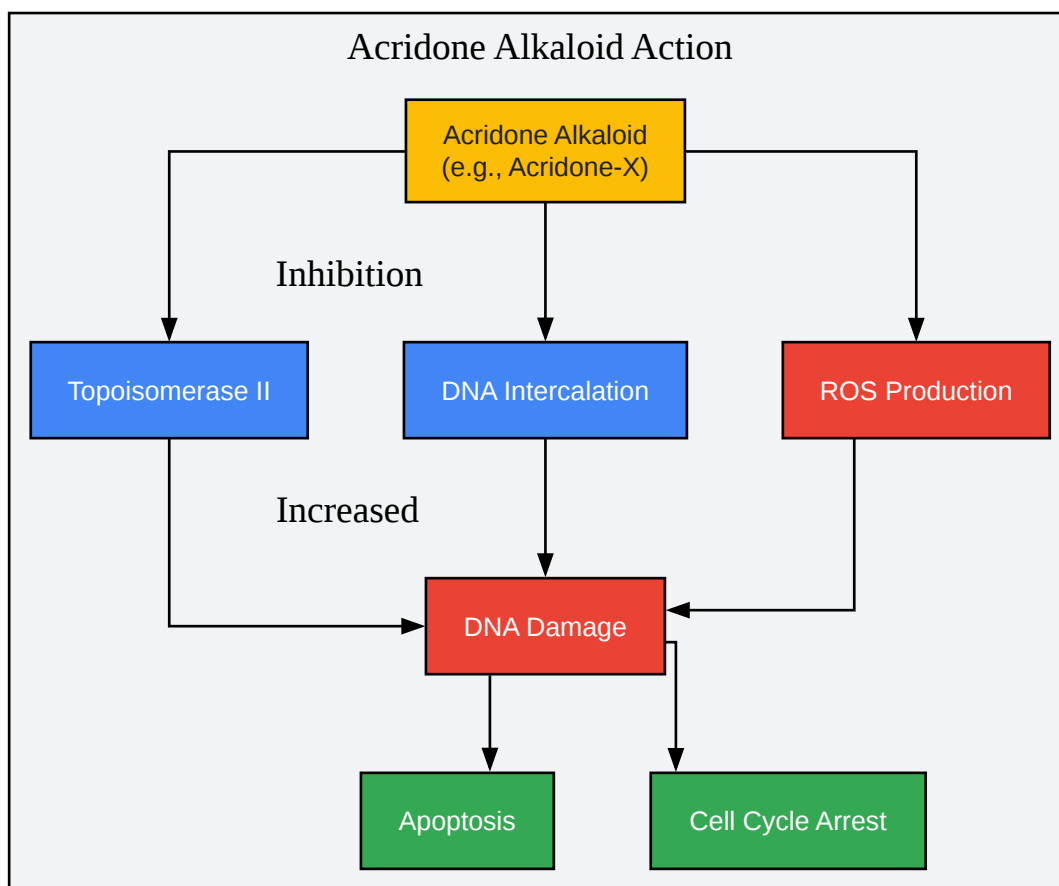 Acridone Alkaloid Action
Acridone Alkaloid
(e.g., Acridone-X)
Inhibition
Topoisomerase II
DNA Intercalation
ROS Production
Increased
DNA Damage
Apoptosis
Cell Cycle Arrest